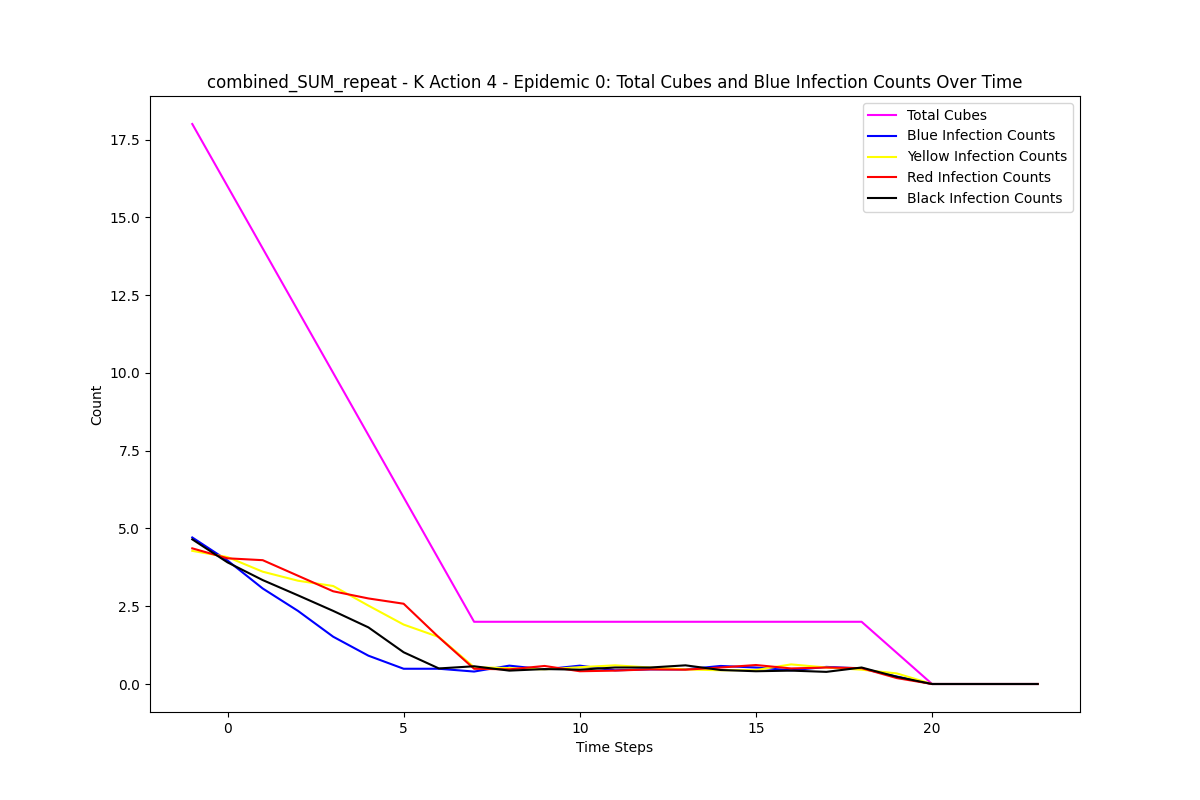 combined_SUM_repeat - K Action 4 - Epidemic 0: Total Cubes and Blue Infection Counts Over Time
Total Cubes
Blue Infection Counts
Yellow Infection Counts
Red Infection Counts
Black Infection Counts
17.5
15.0
12.5
10.0
7.5
5.0
2.5
0.0
Count
0
5
10
15
20
Time Steps